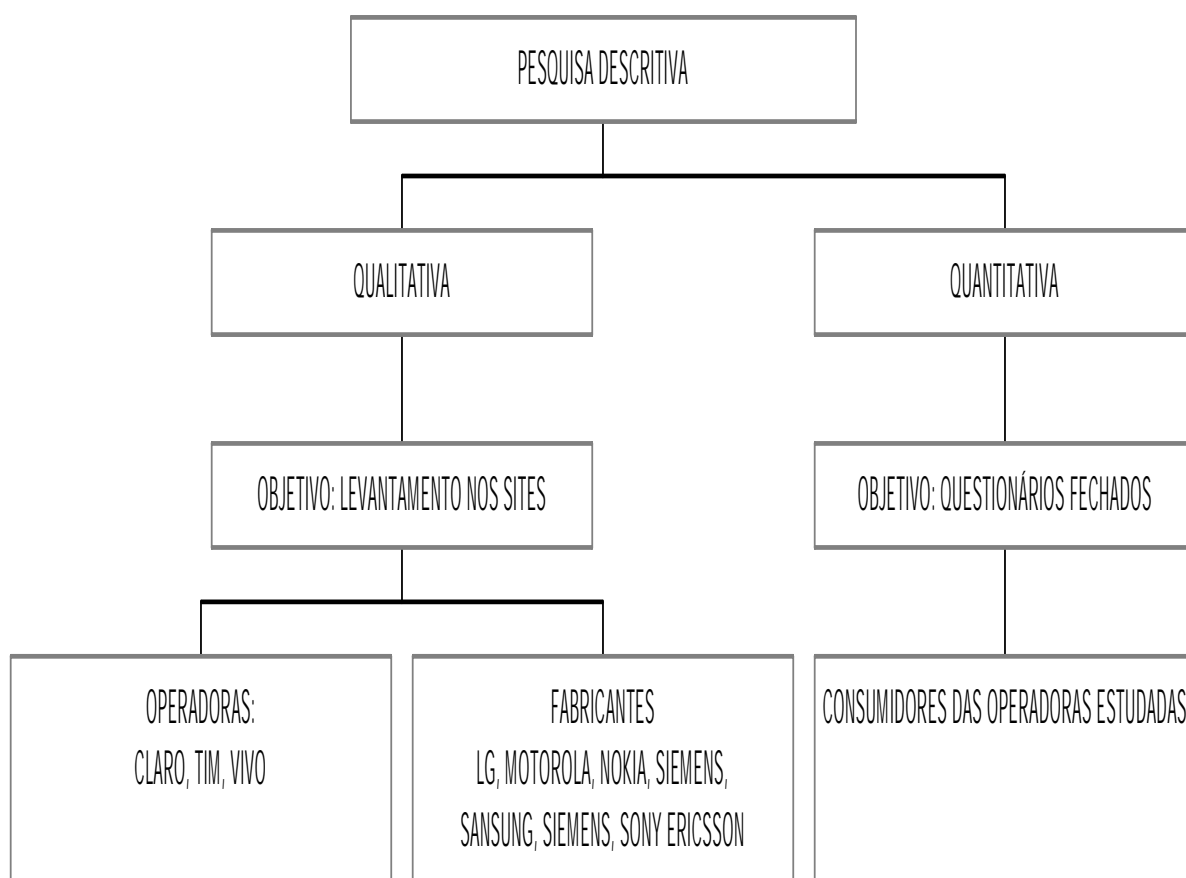 PESQUISA DESCRITIVA
QUALITATIVA
QUANTITATIVA
OBJETIVO: LEVANTAMENTO NOS SITES
OBJETIVO: QUESTIONÁRIOS FECHADOS
OPERADORAS:
CLARO, TIM, VIVO
FABRICANTES
LG, MOTOROLA, NOKIA, SIEMENS,
SANSUNG, SIEMENS, SONY ERICSSON
CONSUMIDORES DAS OPERADORAS ESTUDADAS